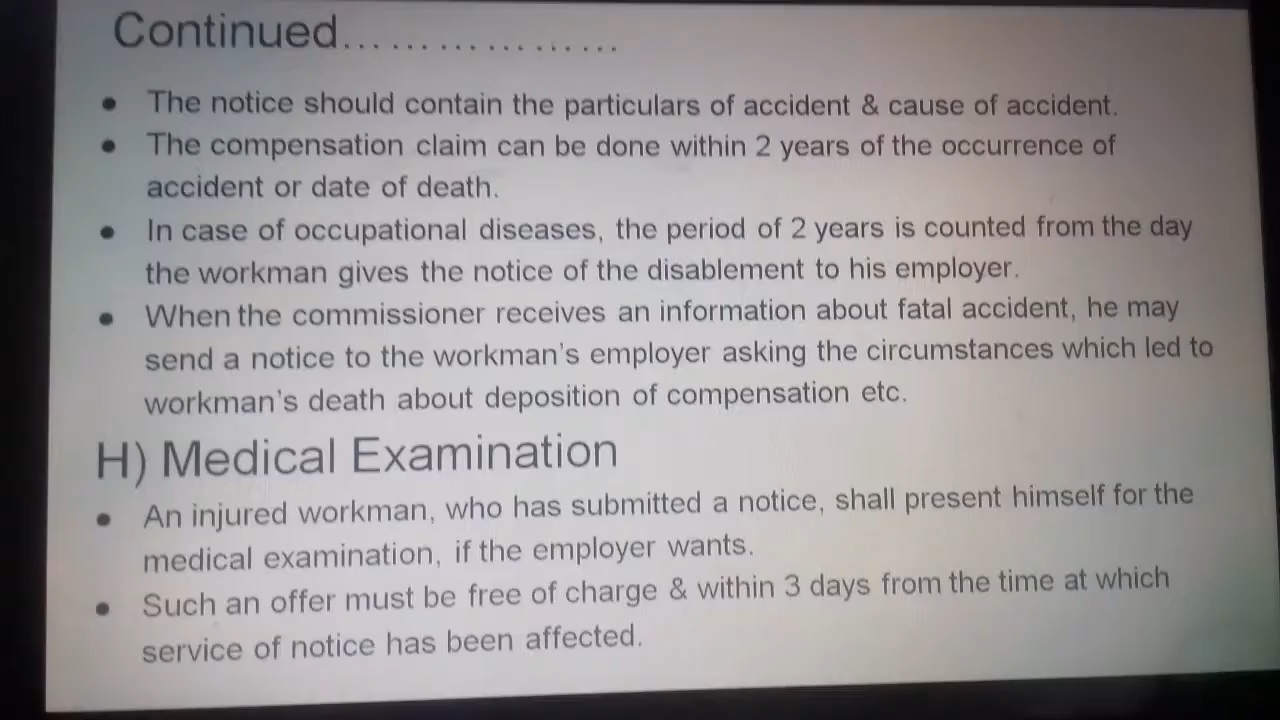 Continued..................
• The notice should contain the particulars of accident & cause of accident.
• The compensation claim can be done within 2 years of the occurrence of
accident or date of death.
• In case of occupational diseases, the period of 2 years is counted from the day
the workman gives the notice of the disablement to his employer.
• When the commissioner receives an information about fatal accident, he may
send a notice to the workman's employer asking the circumstances which led to
workman's death about deposition of compensation etc.
H) Medical Examination
• An injured workman, who has submitted a notice, shall present himself for the
medical examination, if the employer wants.
• Such an offer must be free of charge & within 3 days from the time at which
service of notice has been affected.